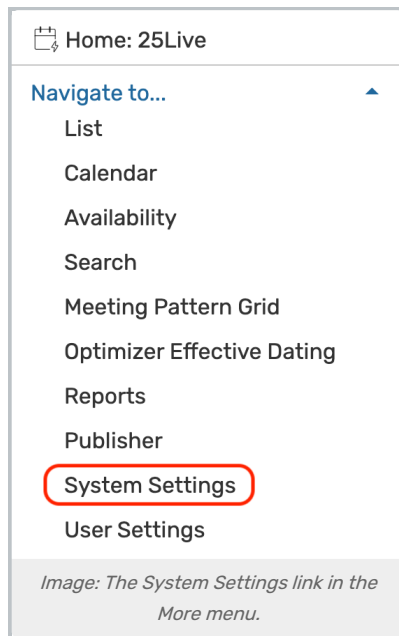 Home: 25Live
Navigate to...
List
Calendar
Availability
Search
Meeting Pattern Grid
Optimizer Effective Dating
Reports
Publisher
System Settings
User Settings
Image: The System Settings link in the
More menu.